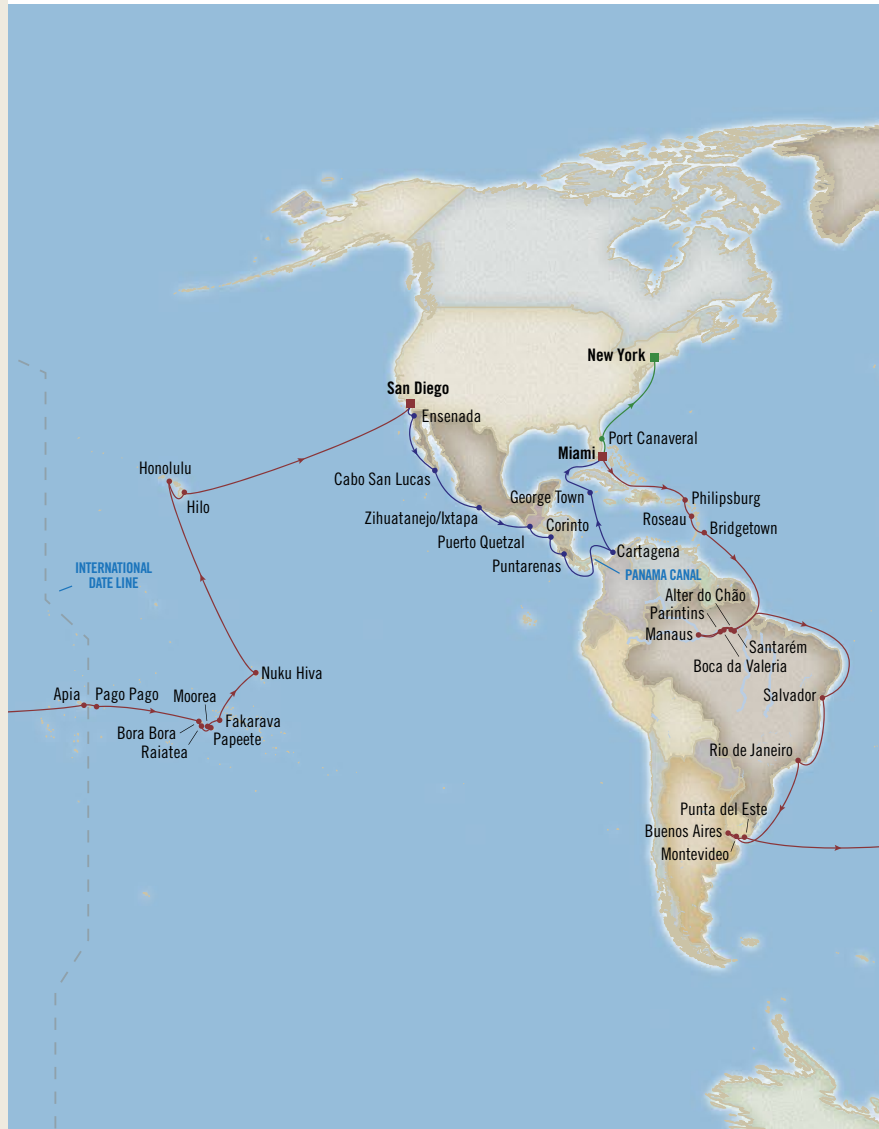 New York
San Diego
Ensenada
Port Canaveral
Miami
Honolulu
Cabo San Lucas
Hilo
George Town
Philipsburg
Zihuatanejo/Ixtapa
Roseau
Corinto
Bridgetown
Puerto Quetzal
Cartagena
Puntarenas
PANAMA CANAL
INTERNATIONAL
DATE LINE
Alter do Chão
Parintins
Manaus
Santarém
Boca da Valeria
Nuku Hiva
Apia
Pago Pago
Moorea
Salvador
Fakarava
Bora Bora
Papeete
Raiatea
Rio de Janeiro
Punta del Este
Buenos Aires
Montevideo